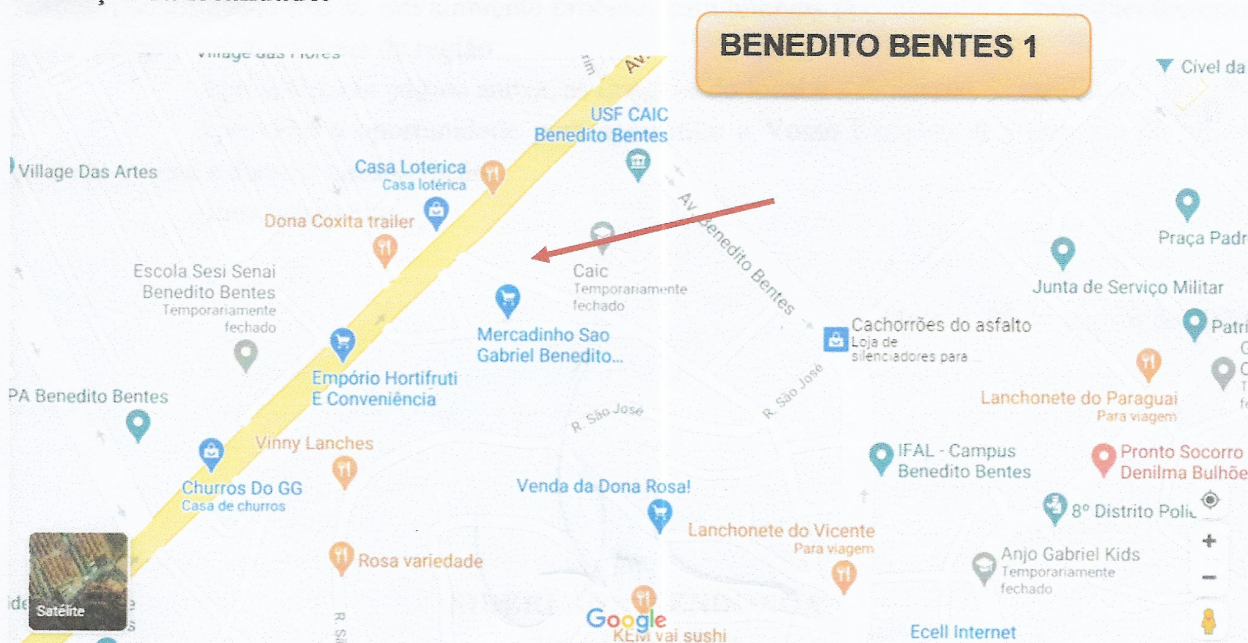 BENEDITO BENTES 1
Village das Flores
Av.
Cível da
USF CAIC
Benedito Bentes
Village Das Artes
Casa Loterica
Casa lotérica
Dona Coxita trailer
Av. Benedito Bentes
Praça Padre
Escola Sesi Senai
Benedito Bentes
Temporariamente
fechado
Caic
Temporariamente
fechado
Junta de Serviço Militar
Mercadinho Sao
Gabriel Benedito...
Cachorrões do asfalto
Loja de
silenciadores para ...
Empório Hortifruti
E Conveniência
R. São José
R. São José
Lanchonete do Paraguai
Para viagem
PA Benedito Bentes
Vinny Lanches
IFAL - Campus
Benedito Bentes
Pronto Socorro
Denilma Bulhõe
Churros Do GG
Casa de churros
Venda da Dona Rosa!
8º Distrito Polic
Lanchonete do Vicente
Para viagem
Rosa variedade
Anjo Gabriel Kids
Temporariamente
fechado
Satélite
Google
KEM vai sushi
Ecell Internet